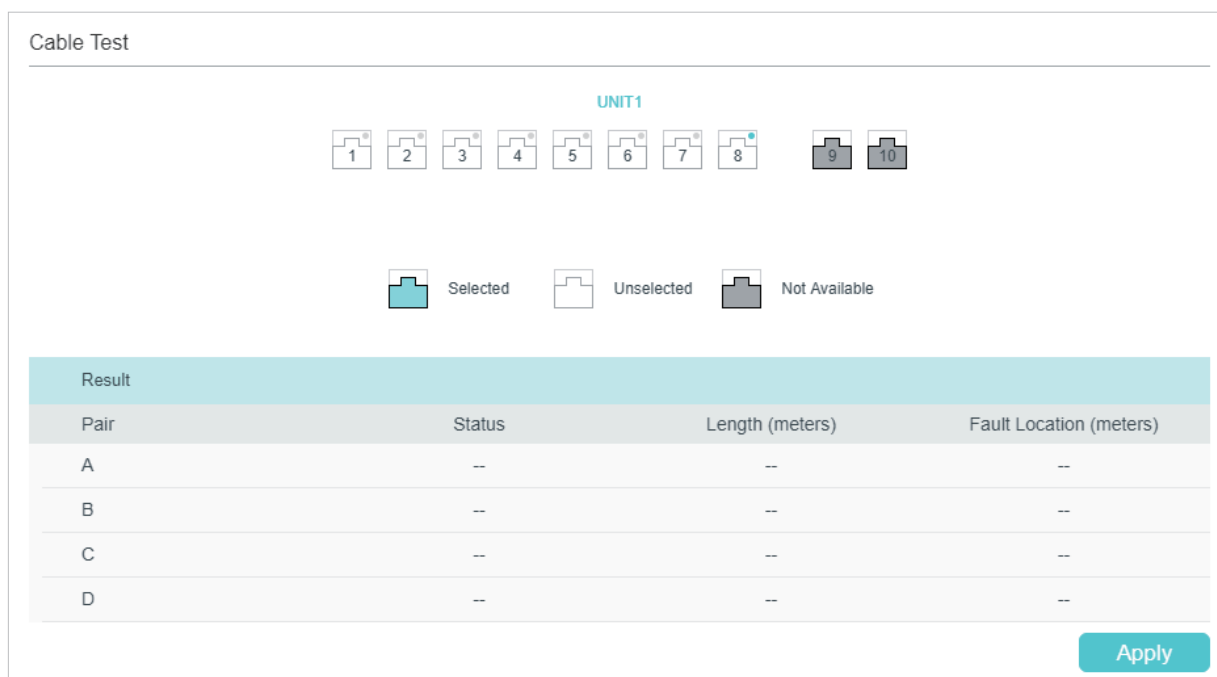 Cable Test
UNIT1
1 2 3 4 5 6 7 8 9 10
Selected Unselected Not Available
Result
Pair Status Length (meters) Fault Location (meters)
A -- -- --
B -- -- --
C -- -- --
D -- -- --
Apply